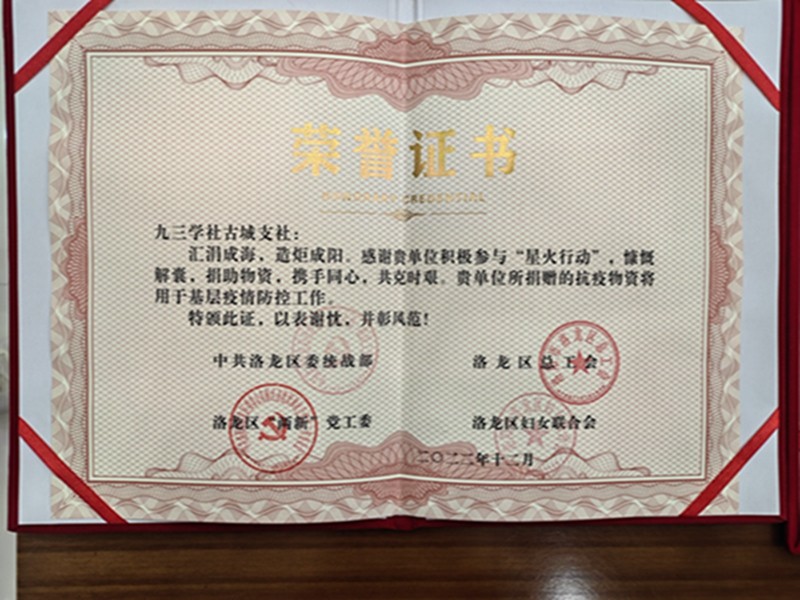 荣誉证书
HONORARY CREDENTIAL
九三学社古城支社：
汇涓成海，造炬成阳。感谢贵单位积极参与“星火行动”，慷慨
解囊，捐助物资，携手同心，共克时艰。贵单位所捐赠的抗疫物资将
用于基层疫情防控工作。
特颁此证，以表谢忱，并彰风范！
中共洛龙区委统战部
洛龙区总工会
洛龙区“两新”党工委
洛龙区妇女联合会
二〇二二年十二月